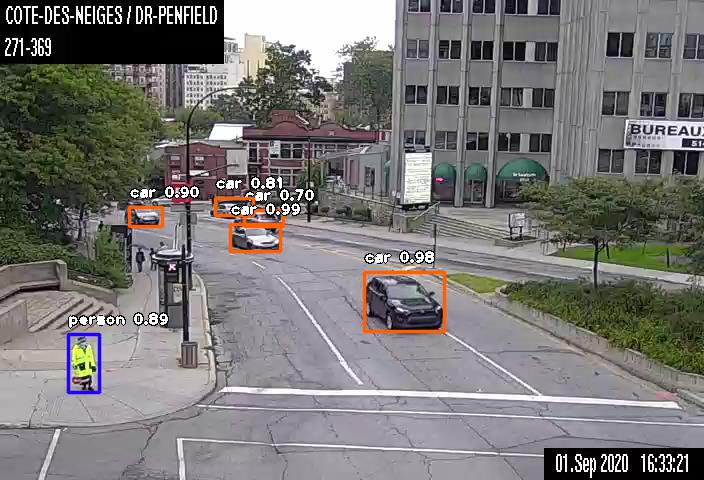 COTE-DES-NEIGES / DR-PENFIELD
271-369
car 0.81
car 0.90
car 0.70
car 0.99
car 0.98
person 0.89
BUREAUX
01.Sep 2020 16:33:21